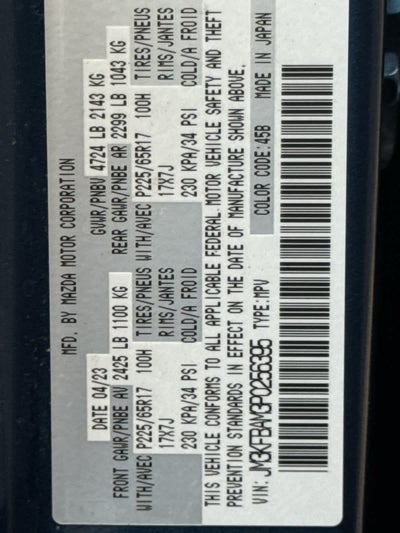 MFD. BY MAZDA MOTOR CORPORATION
DATE 04/23 GVWR/PNBV 4724 LB 2143 KG
FRONT GAWR/PNBE AV 2425 LB 1100 KG REAR GAWR/PNBE AR 2299 LB 1043 KG
WITH/AVEC P225/65R17 100H TIRES/PNEUS WITH/AVEC P225/65R17 100H TIRES/PNEUS
17X7J RIMS/JANTES 17X7J RIMS/JANTES
230 KPA/34 PSI COLD/A FROID 230 KPA/34 PSI COLD/A FROID
THIS VEHICLE CONFORMS TO ALL APPLICABLE FEDERAL MOTOR VEHICLE SAFETY AND THEFT
PREVENTION STANDARDS IN EFFECT ON THE DATE OF MANUFACTURE SHOWN ABOVE.
VIN: JM3KFBAM3P0256395 TYPE: MPV
COLOR CODE: 45B MADE IN JAPAN